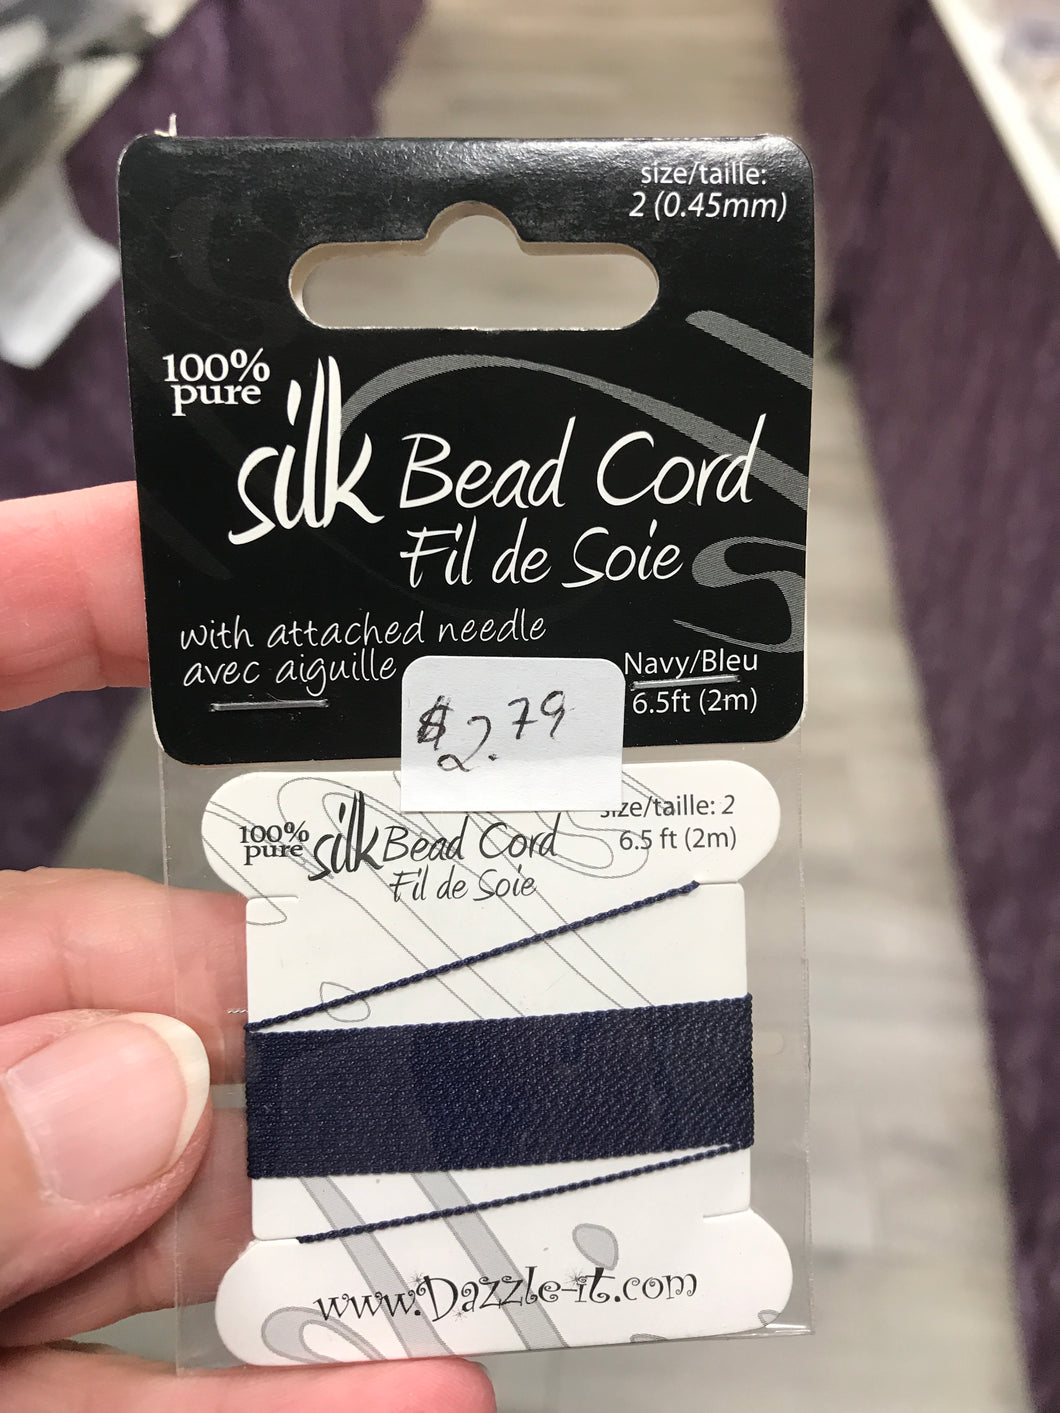 size/taille:
2 (0.45mm)
100%
pure
silk Bead Cord
Fil de Soie
with attached needle
avec aiguille
Navy/Bleu
6.5ft (2m)
$2.79
100%
pure
silk Bead Cord
Fil de Soie
size/taille: 2
6.5 ft (2m)
www.Dazzle-it.com